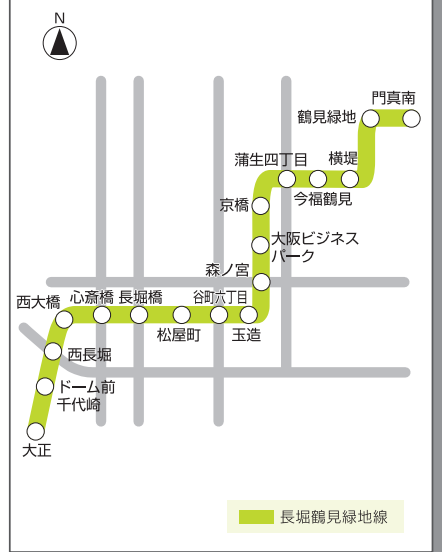 N
門真南
鶴見緑地
蒲生四丁目
横堤
今福鶴見
京橋
大阪ビジネス
パーク
森ノ宮
西大橋
心斎橋
長堀橋
谷町六丁目
松屋町
玉造
西長堀
ドーム前
千代崎
大正
長堀鶴見緑地線